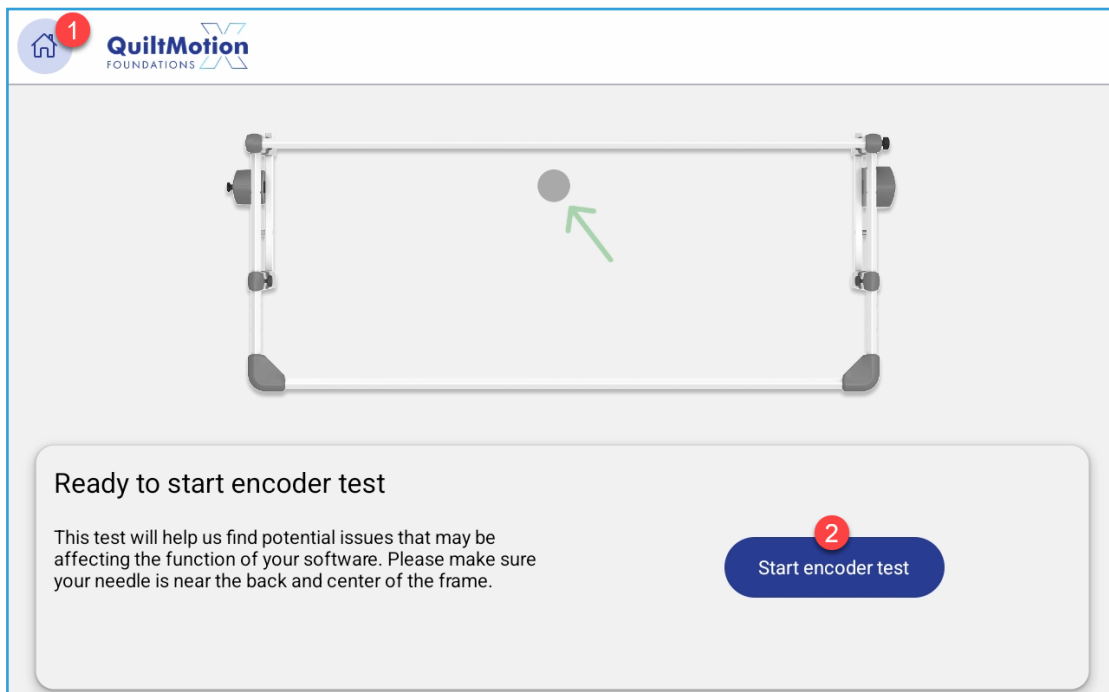 1
QuiltMotion
FOUNDATIONS
Ready to start encoder test
This test will help us find potential issues that may be
affecting the function of your software. Please make sure
your needle is near the back and center of the frame.
2
Start encoder test